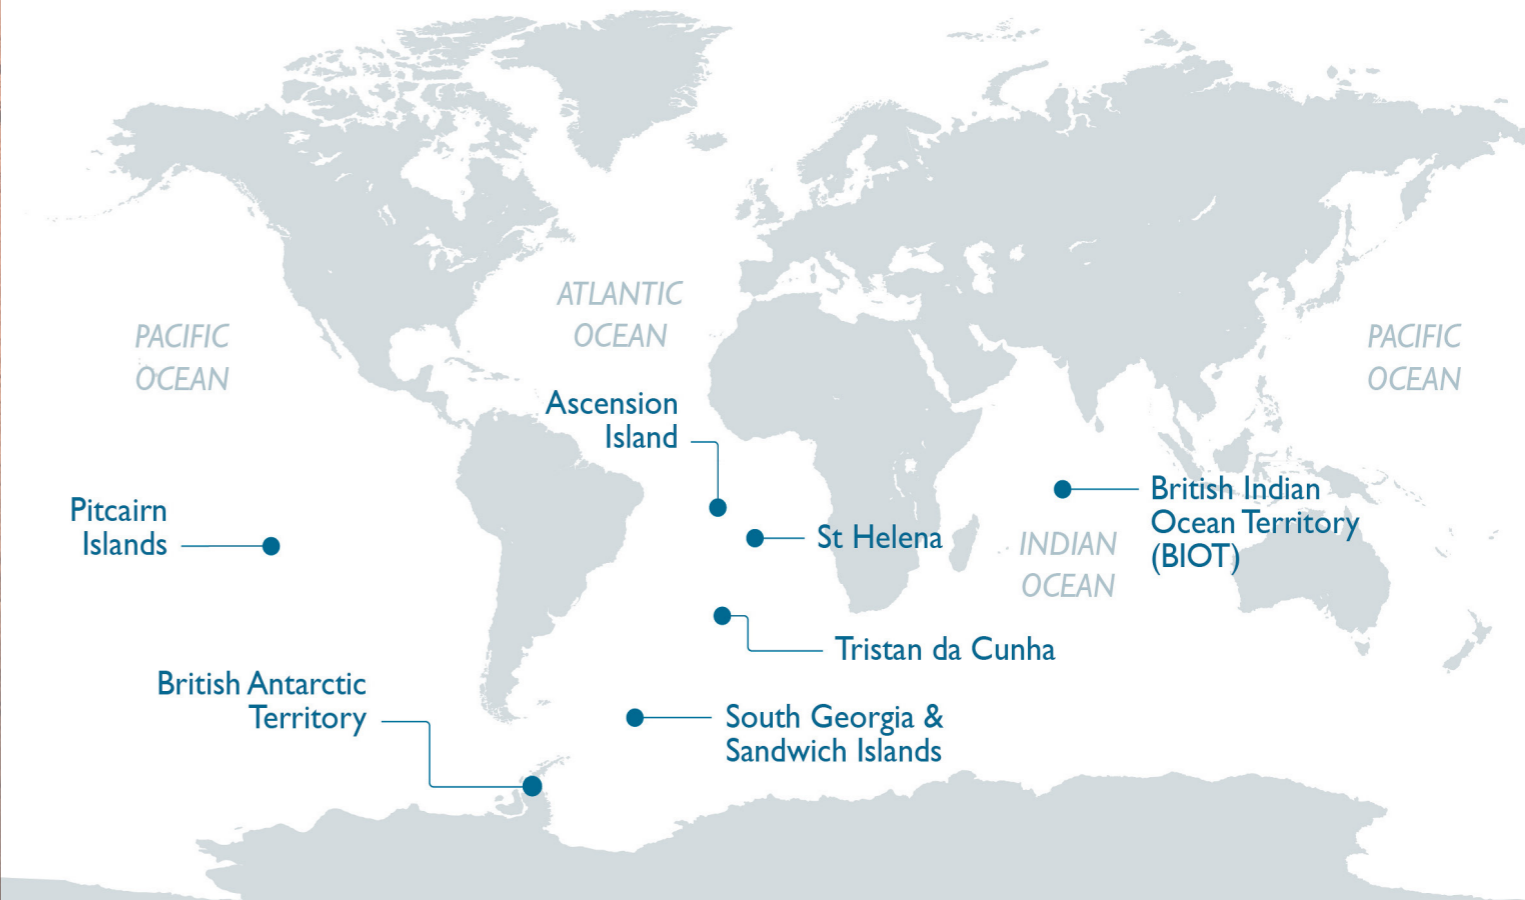 ATLANTIC
OCEAN
PACIFIC
OCEAN
PACIFIC
OCEAN
Ascension
Island
Pitcairn
Islands
British Indian
Ocean Territory
(BIOT)
St Helena
INDIAN
OCEAN
Tristan da Cunha
British Antarctic
Territory
South Georgia &
Sandwich Islands